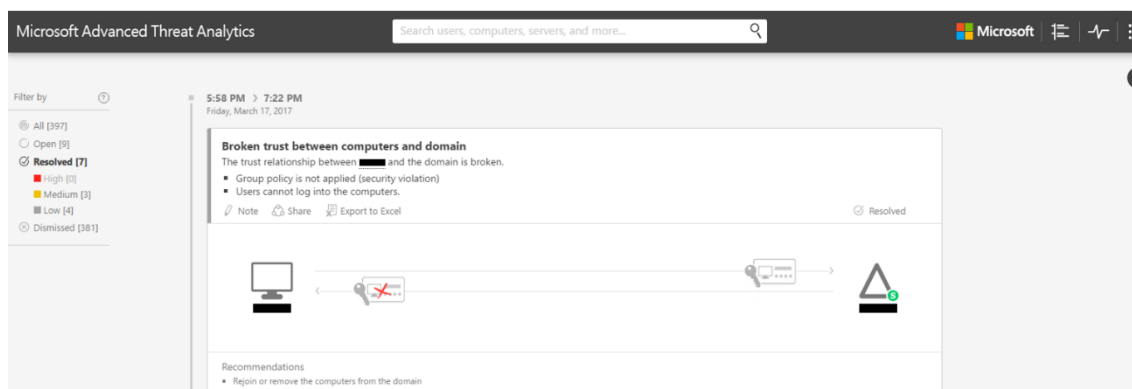 Microsoft Advanced Threat Analytics
Search users, computers, servers, and more...
Microsoft
Filter by
?
All [397]
Open [9]
Resolved [7]
High [0]
Medium [3]
Low [4]
Dismissed [381]
5:58 PM > 7:22 PM
Friday, March 17, 2017
Broken trust between computers and domain
The trust relationship between and the domain is broken.
Group policy is not applied (security violation)
Users cannot log into the computers.
Note Share Export to Excel
Resolved
S
Recommendations
Rejoin or remove the computers from the domain